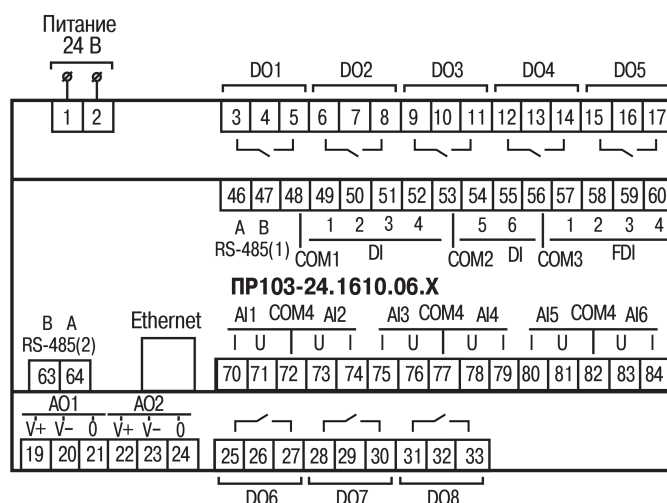 Питание
24 В
DO1 DO2 DO3 DO4 DO5
1 2 3 4 5 6 7 8 9 10 11 12 13 14 15 16 17
46 47 48 49 50 51 52 53 54 55 56 57 58 59 60
A B 1 2 3 4 5 6 1 2 3 4
RS-485(1) COM1 DI COM2 DI COM3 FDI
ПР103-24.1610.06.X
B A Ethernet AI1 COM4 AI2 AI3 COM4 AI4 AI5 COM4 AI6
RS-485(2) I U U I I U U I I U U I
63 64 70 71 72 73 74 75 76 77 78 79 80 81 82 83 84
AO1 AO2
V+ V- 0 V+ V- 0
19 20 21 22 23 24 25 26 27 28 29 30 31 32 33
DO6 DO7 DO8